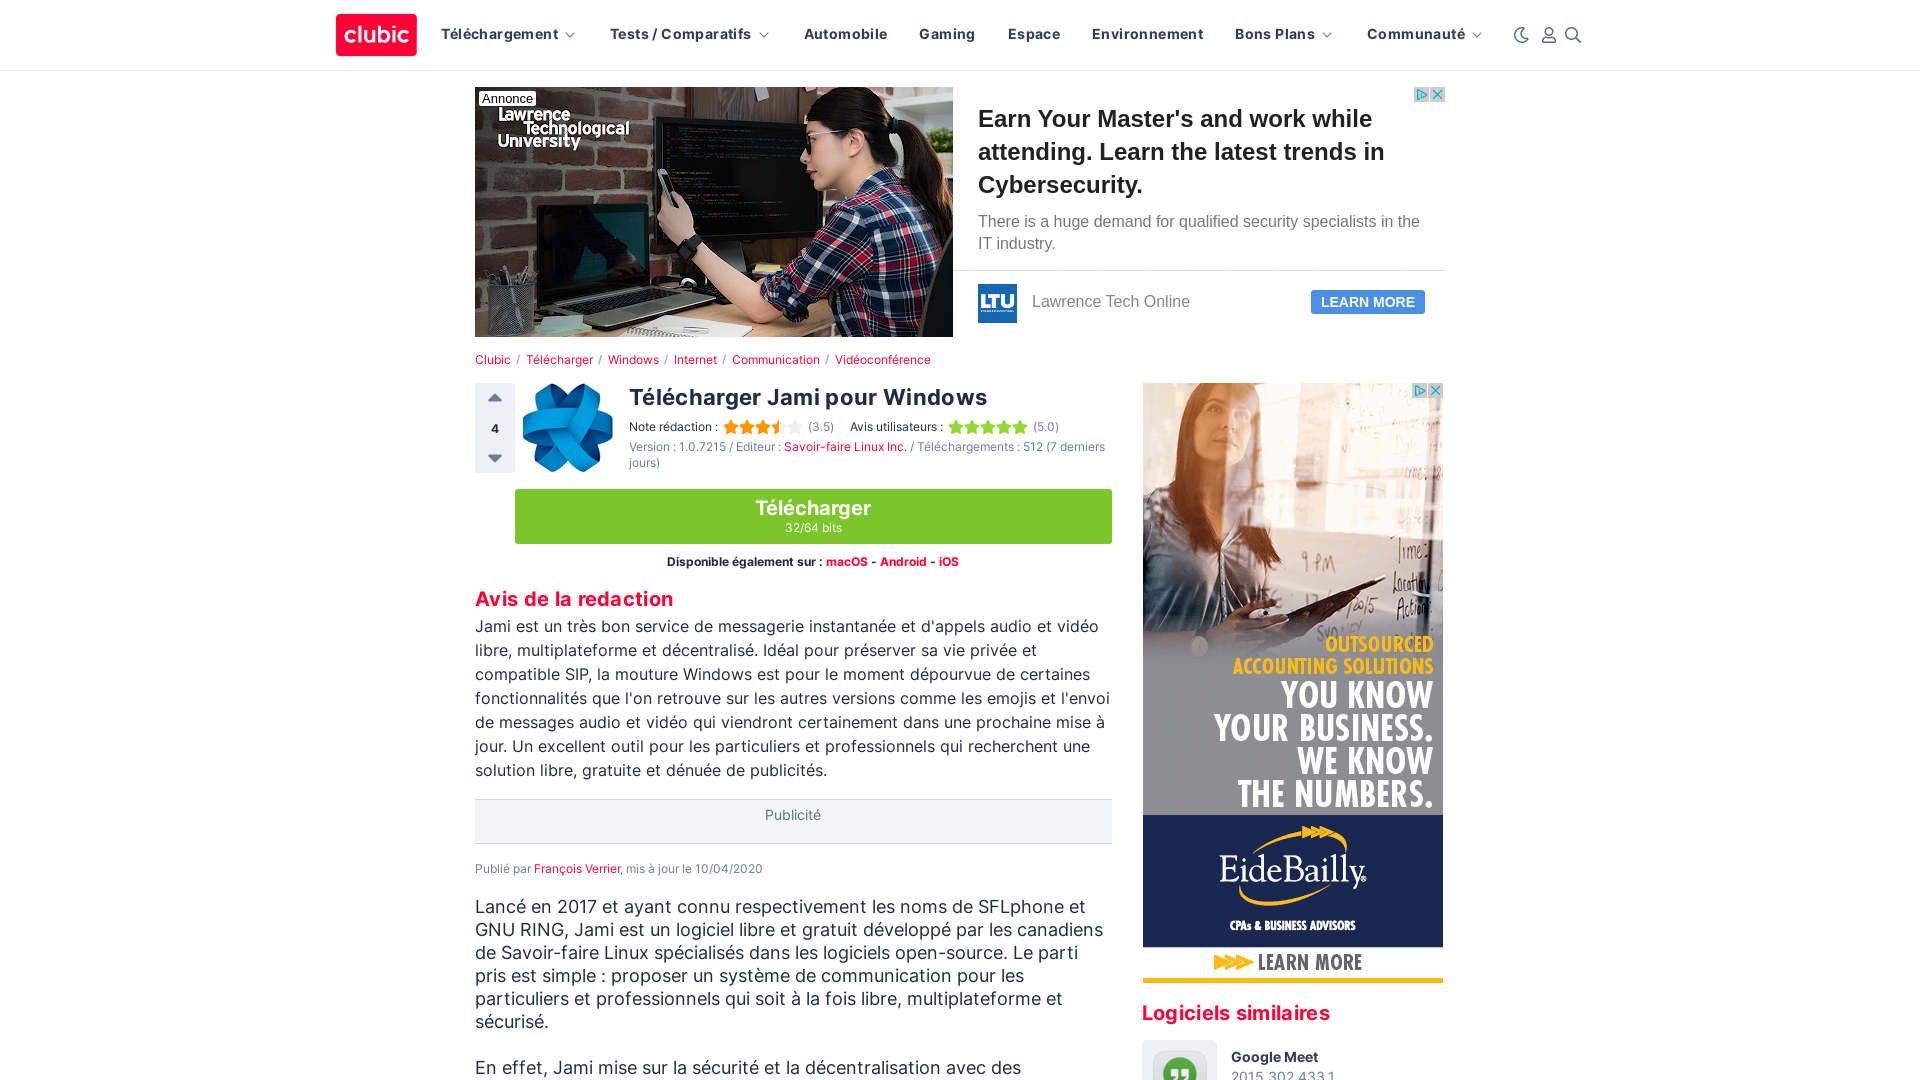 clubic
Téléchargement
Tests / Comparatifs
Automobile
Gaming
Espace
Environnement
Bons Plans
Communauté
Annonce
Lawrence
Technological
University
Earn Your Master's and work while
attending. Learn the latest trends in
Cybersecurity.
There is a huge demand for qualified security specialists in the
IT industry.
LTU
Lawrence Tech Online
LEARN MORE
Clubic / Télécharger / Windows / Internet / Communication / Vidéoconférence
4
Télécharger Jami pour Windows
Note rédaction : (3.5) Avis utilisateurs : (5.0)
Version : 1.0.7215 / Editeur : Savoir-faire Linux Inc. / Téléchargements : 512 (7 derniers
jours)
Télécharger
32/64 bits
Disponible également sur : macOS - Android - iOS
Avis de la redaction
Jami est un très bon service de messagerie instantanée et d'appels audio et vidéo
libre, multiplateforme et décentralisé. Idéal pour préserver sa vie privée et
compatible SIP, la mouture Windows est pour le moment dépourvue de certaines
fonctionnalités que l'on retrouve sur les autres versions comme les emojis et l'envoi
de messages audio et vidéo qui viendront certainement dans une prochaine mise à
jour. Un excellent outil pour les particuliers et professionnels qui recherchent une
solution libre, gratuite et dénuée de publicités.
Publicité
Publié par François Verrier, mis à jour le 10/04/2020
Lancé en 2017 et ayant connu respectivement les noms de SFLphone et
GNU RING, Jami est un logiciel libre et gratuit développé par les canadiens
de Savoir-faire Linux spécialisés dans les logiciels open-source. Le parti
pris est simple : proposer un système de communication pour les
particuliers et professionnels qui soit à la fois libre, multiplateforme et
sécurisé.
En effet, Jami mise sur la sécurité et la décentralisation avec des
Time:
Location
Action:
OUTSOURCED
ACCOUNTING SOLUTIONS
YOU KNOW
YOUR BUSINESS.
WE KNOW
THE NUMBERS.
EideBailly®
CPAs & BUSINESS ADVISORS
LEARN MORE
Logiciels similaires
Google Meet
2015.302.433.1